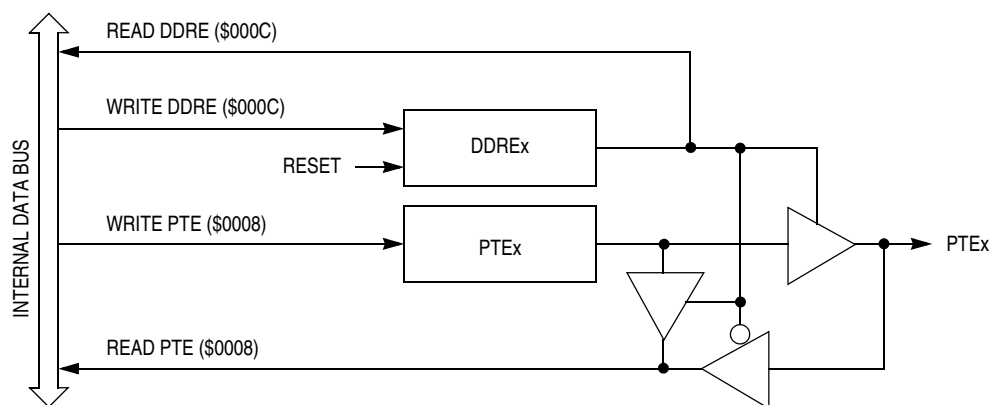 READ DDRE ($000C)
WRITE DDRE ($000C)
DDREx
RESET
INTERNAL DATA BUS
WRITE PTE ($0008)
PTEx
PTEx
READ PTE ($0008)